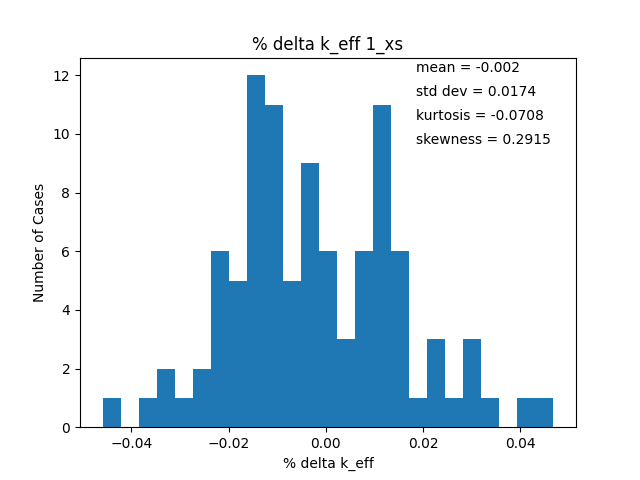 % delta k_eff 1_xs
mean = -0.002
std dev = 0.0174
kurtosis = -0.0708
skewness = 0.2915
Number of Cases
12
10
8
6
4
2
0
−0.04 −0.02 0.00 0.02 0.04
% delta k_eff